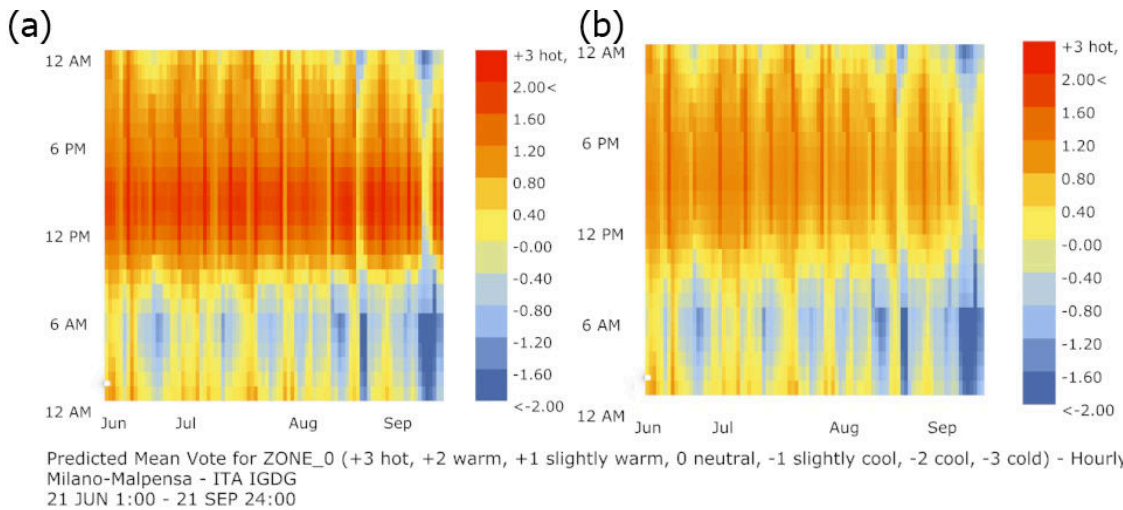 (a)
12 AM
6 PM
12 PM
6 AM
12 AM
Jun Jul Aug Sep
+3 hot,
2.00<
1.60
1.20
0.80
0.40
-0.00
-0.40
-0.80
-1.20
-1.60
<-2.00
(b)
12 AM
6 PM
12 PM
6 AM
12 AM
Jun Jul Aug Sep
+3 hot,
2.00<
1.60
1.20
0.80
0.40
-0.00
-0.40
-0.80
-1.20
-1.60
<-2.00
Predicted Mean Vote for ZONE_0 (+3 hot, +2 warm, +1 slightly warm, 0 neutral, -1 slightly cool, -2 cool, -3 cold) - Hourly
Milano-Malpensa - ITA IGDG
21 JUN 1:00 - 21 SEP 24:00